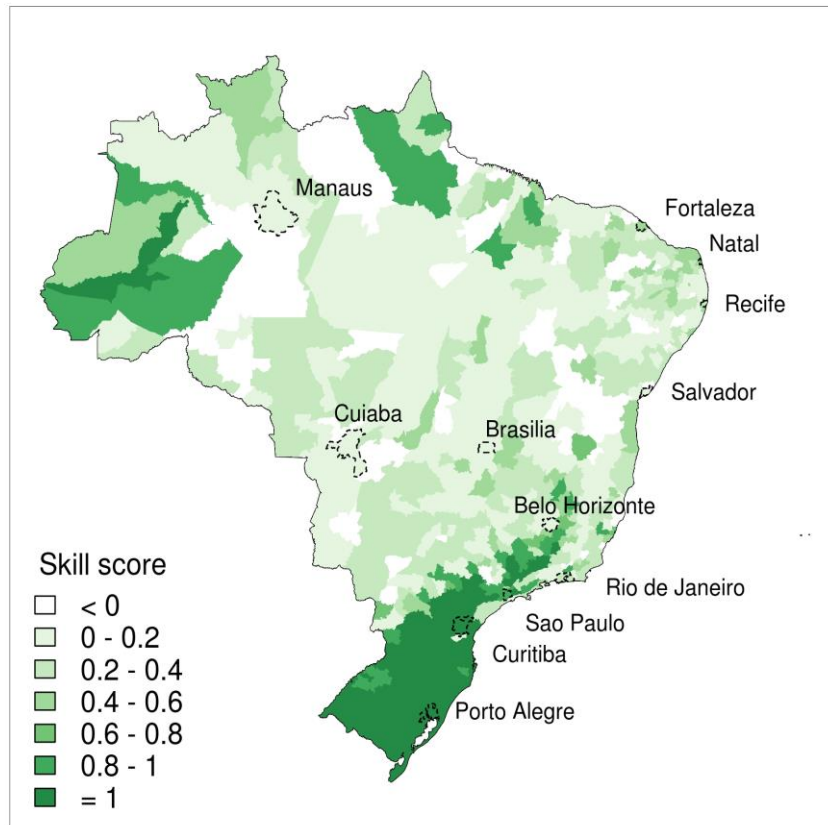 Manaus
Fortaleza
Natal
Recife
Salvador
Cuiaba
Brasilia
Belo Horizonte
Rio de Janeiro
Sao Paulo
Curitiba
Porto Alegre
Skill score
< 0
0 - 0.2
0.2 - 0.4
0.4 - 0.6
0.6 - 0.8
0.8 - 1
= 1